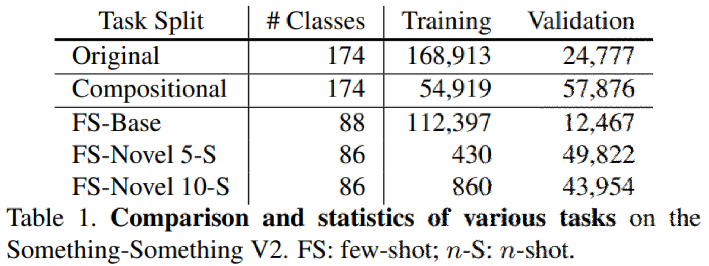 Task Split # Classes Training Validation
Original 174 168,913 24,777
Compositional 174 54,919 57,876
FS-Base 88 112,397 12,467
FS-Novel 5-S 86 430 49,822
FS-Novel 10-S 86 860 43,954
Table 1. Comparison and statistics of various tasks on the
Something-Something V2. FS: few-shot; n-S: n-shot.